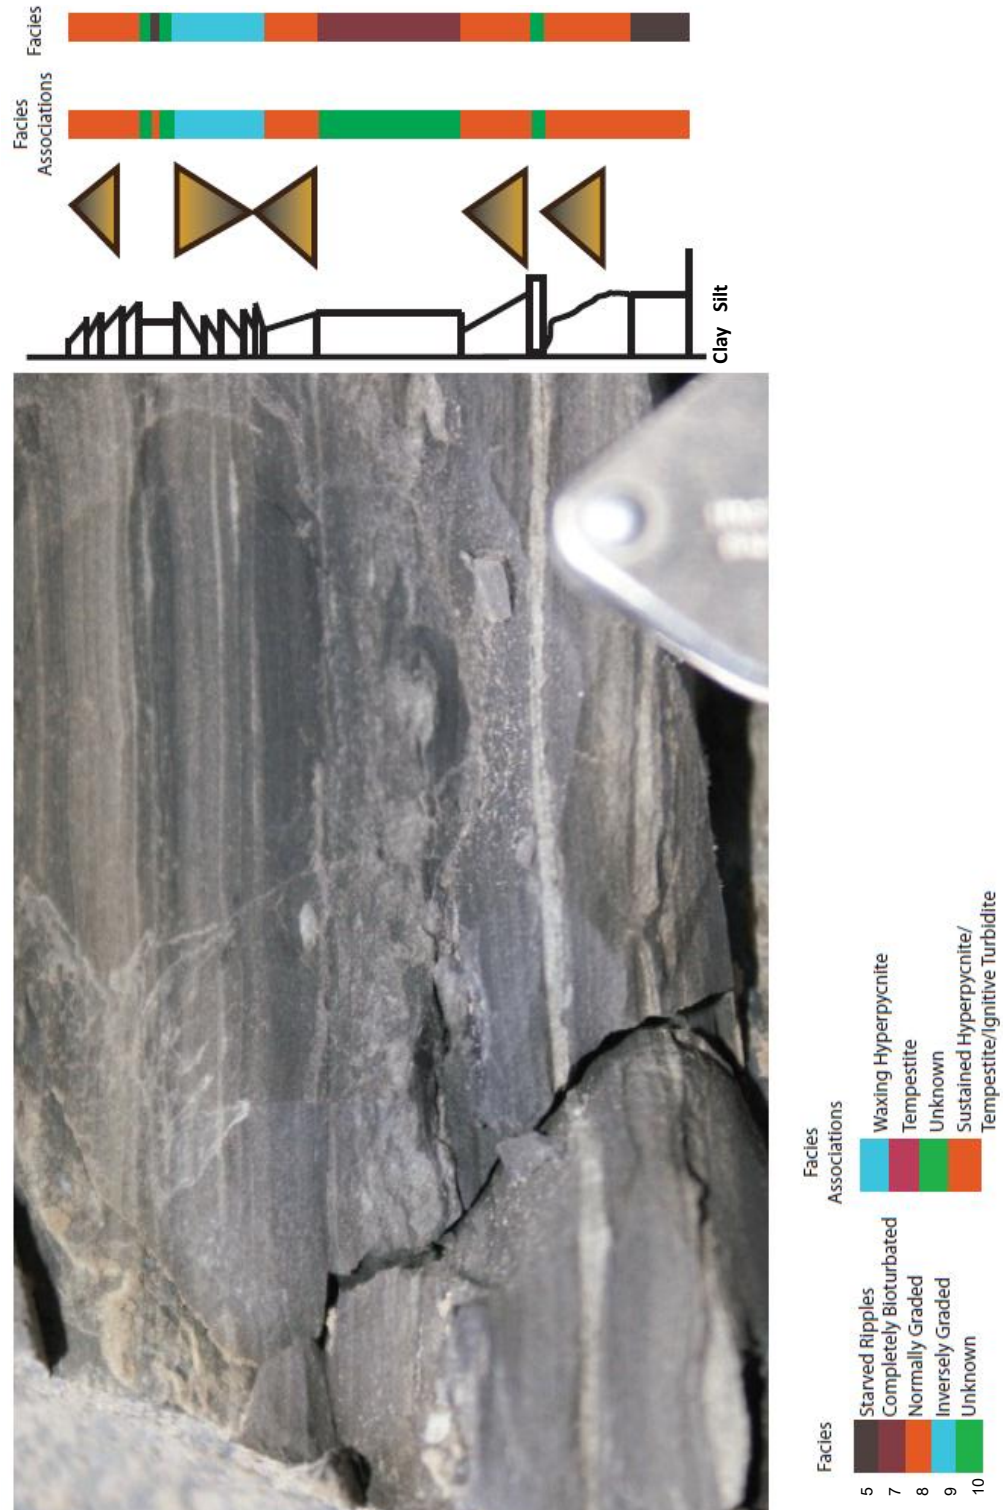 Facies
Facies
Associations
Clay Silt
Facies
5 Starved Ripples
7 Completely Bioturbated
8 Normally Graded
9 Inversely Graded
10 Unknown
Facies
Associations
Waxing Hyperpycnite
Tempestite
Unknown
Sustained Hyperpycnite/
Tempestite/Ignitive Turbidite